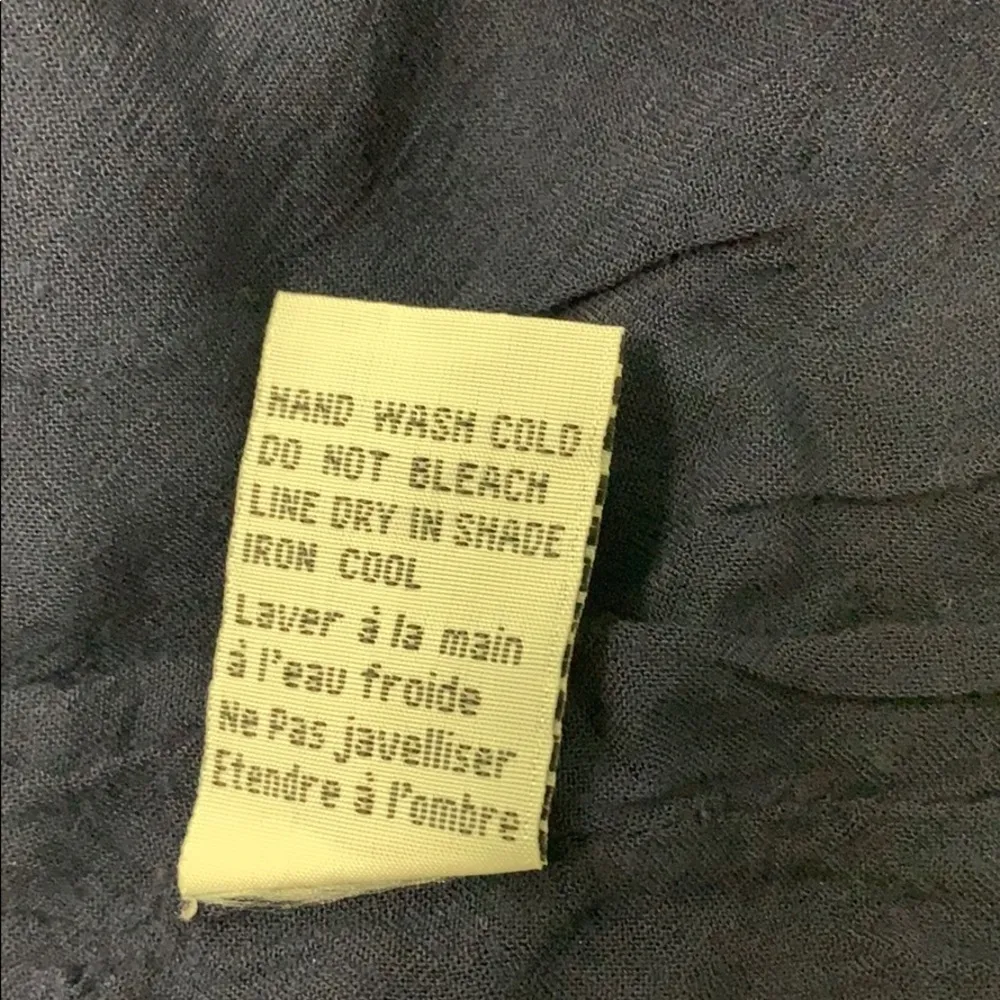 HAND WASH COLD
DO NOT BLEACH
LINE DRY IN SHADE
IRON COOL
Laver à la main
à l'eau froide
Ne Pas javelliser
Etendre à l'ombre